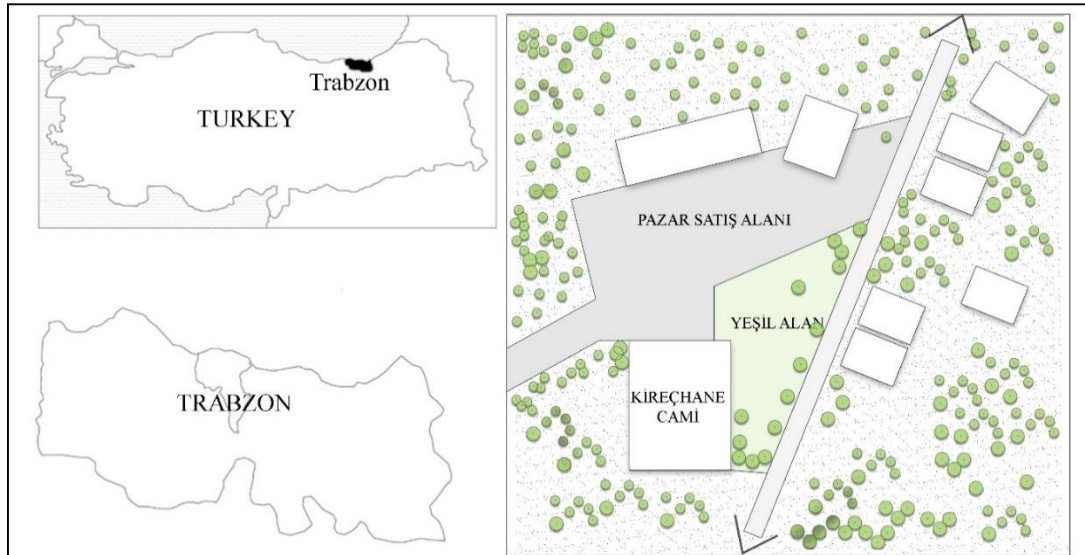 Trabzon
TURKEY
TRABZON
PAZAR SATIŞ ALANI
YEŞİL ALAN
KİREÇHANE
CAMİ